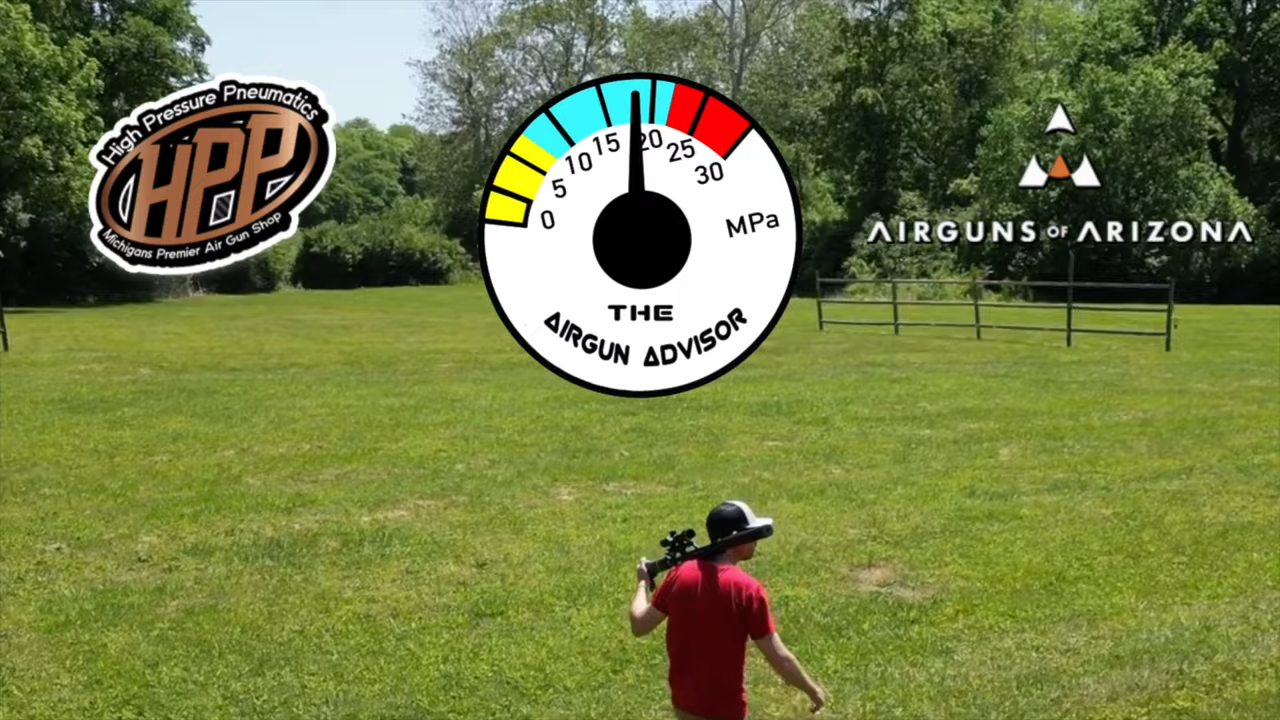 High Pressure Pneumatics
HPP
Michigans Premier Air Gun Shop
0
5
10
15
20
25
30
MPa
THE
AIRGUN ADVISOR
AIRGUNS OF ARIZONA